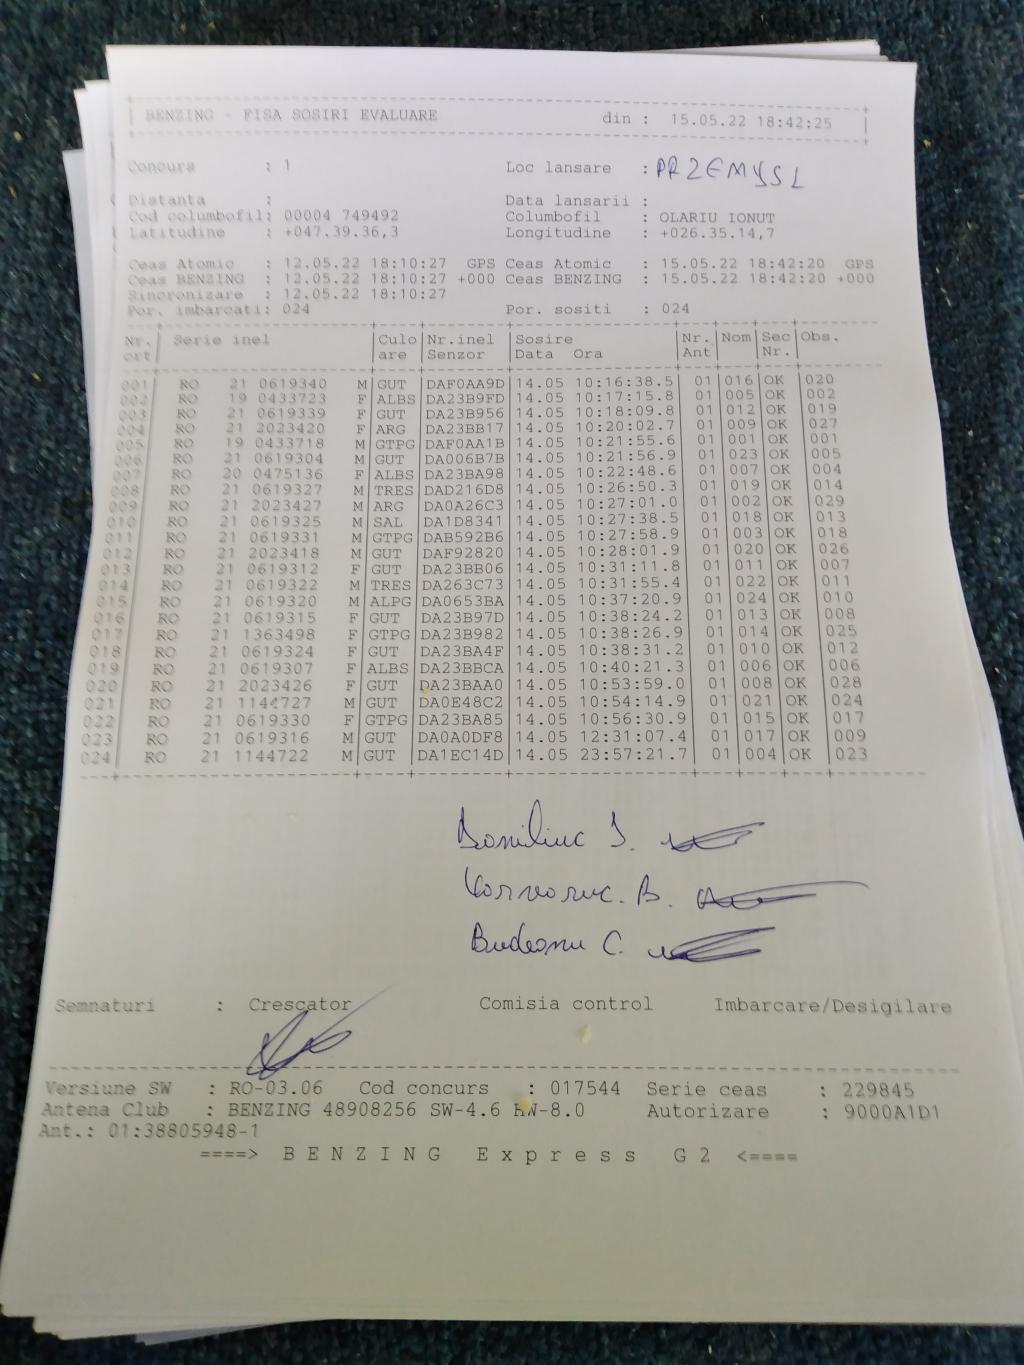 BENZING - FISA SOSIRI EVALUARE din : 15.05.22 18:42:25
Concurs : 1 Loc lansare : PRZEMYSL
Distanta : Data lansarii :
Cod columbofil: 00004 749492 Columbofil : OLARIU IONUT
Latitudine : +047.39.36,3 Longitudine : +026.35.14,7
Ceas Atomic : 12.05.22 18:10:27 GPS Ceas Atomic : 15.05.22 18:42:20 GPS
Ceas BENZING : 12.05.22 18:10:27 +000 Ceas BENZING : 15.05.22 18:42:20 +000
Sincronizare : 12.05.22 18:10:27
Por. imbarcati: 024 Por. sositi : 024
Nr. Serie inel Culo Nr.inel Sosire Nr. Nom Sec Obs.
crt are Senzor Data Ora Ant Nr.
001 RO 21 0619340 M GUT DAF0AA9D 14.05 10:16:38.5 01 016 OK 020
002 RO 19 0433723 F ALBS DA23B9FD 14.05 10:17:15.8 01 005 OK 002
003 RO 21 0619339 F GUT DA23B956 14.05 10:18:09.8 01 012 OK 019
004 RO 21 2023420 F ARG DA23BB17 14.05 10:20:02.7 01 009 OK 027
005 RO 19 0433718 M GTPG DAF0AA1B 14.05 10:21:55.6 01 001 OK 001
006 RO 21 0619304 M GUT DA006B7B 14.05 10:21:56.9 01 023 OK 005
007 RO 20 0475136 F ALBS DA23BA98 14.05 10:22:48.6 01 007 OK 004
008 RO 21 0619327 M TRES DAD216D8 14.05 10:26:50.3 01 019 OK 014
009 RO 21 2023427 M ARG DA0A26C3 14.05 10:27:01.0 01 002 OK 029
010 RO 21 0619325 M SAL DA1D8341 14.05 10:27:38.5 01 018 OK 013
011 RO 21 0619331 M GTPG DAB592B6 14.05 10:27:58.9 01 003 OK 018
012 RO 21 2023418 M GUT DAF92820 14.05 10:28:01.9 01 020 OK 026
013 RO 21 0619312 F GUT DA23BB06 14.05 10:31:11.8 01 011 OK 007
014 RO 21 0619322 M TRES DA263C73 14.05 10:31:55.4 01 022 OK 011
015 RO 21 0619320 M ALPG DA0653BA 14.05 10:37:20.9 01 024 OK 010
016 RO 21 0619315 F GUT DA23B97D 14.05 10:38:24.2 01 013 OK 008
017 RO 21 1363498 F GTPG DA23B982 14.05 10:38:26.9 01 014 OK 025
018 RO 21 0619324 F GUT DA23BA4F 14.05 10:38:31.2 01 010 OK 012
019 RO 21 0619307 F ALBS DA23BBCA 14.05 10:40:21.3 01 006 OK 006
020 RO 21 2023426 F GUT DA23BAA0 14.05 10:53:59.0 01 008 OK 028
021 RO 21 1144727 M GUT DA0E48C2 14.05 10:54:14.9 01 021 OK 024
022 RO 21 0619330 F GTPG DA23BA85 14.05 10:56:30.9 01 015 OK 017
023 RO 21 0619316 M GUT DA0A0DF8 14.05 12:31:07.4 01 017 OK 009
024 RO 21 1144722 M GUT DA1EC14D 14.05 23:57:21.7 01 004 OK 023
J.
B.
Budeanu C.
Semnaturi : Crescator Comisia control Imbarcare/Desigilare
Versiune SW : RO-03.06 Cod concurs : 017544 Serie ceas : 229845
Antena Club : BENZING 48908256 SW-4.6 HW-8.0 Autorizare : 9000A1D1
Ant.: 01:38805948-1
====> BENZING Express G2 <====